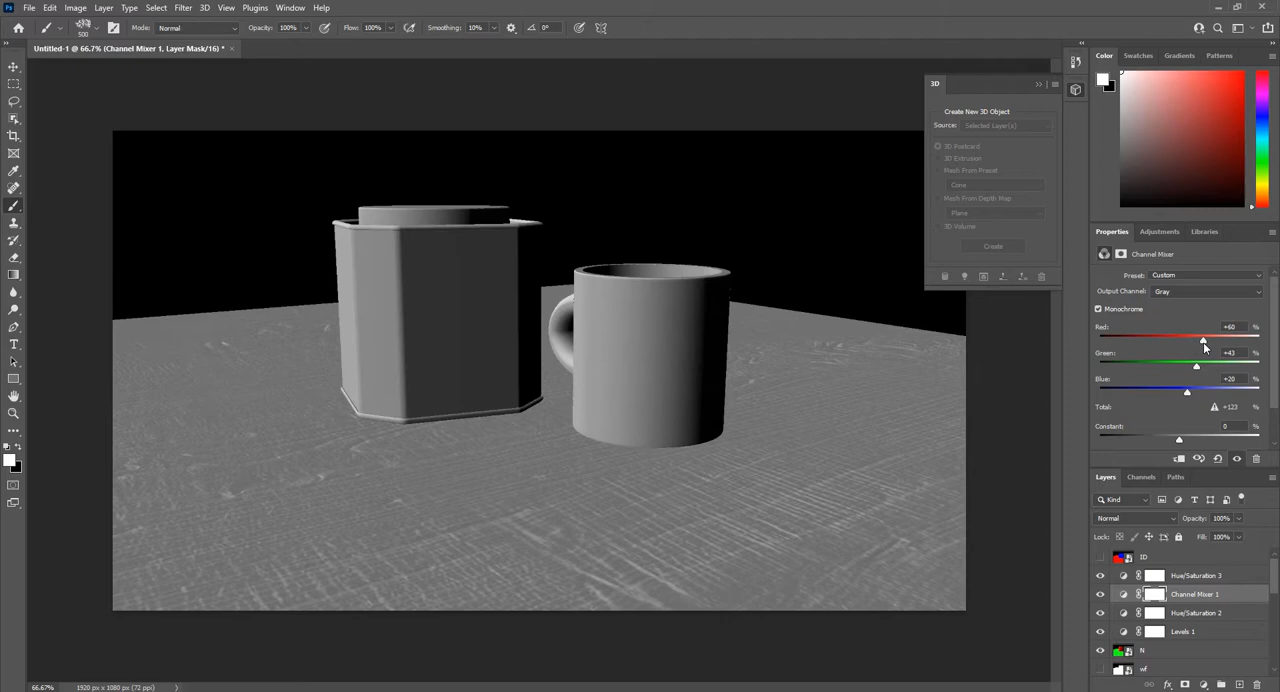 Ps File Edit Image Layer Type Select Filter 3D View Plugins Window Help
500 Mode: Normal Opacity: 100% Flow: 100% Smoothing: 10% 0°
Untitled-1 @ 66.7% (Channel Mixer 1, Layer Mask/16) * ×
3D
Create New 3D Object
Source: Selected Layer(s)
3D Postcard
3D Extrusion
Mesh From Preset
Cone
Mesh From Depth Map
Plane
3D Volume
Create
Color Swatches Gradients Patterns
Properties Adjustments Libraries
Channel Mixer
Preset: Custom
Output Channel: Gray
Monochrome
Red: +60 %
Green: +43 %
Blue: +20 %
Total: +123 %
Constant: 0 %
Layers Channels Paths
Kind
Normal Opacity: 100%
Lock: Fill: 100%
ID
Hue/Saturation 3
Channel Mixer 1
Hue/Saturation 2
Levels 1
N
wf
66.67% 1920 px x 1080 px (72 ppi)